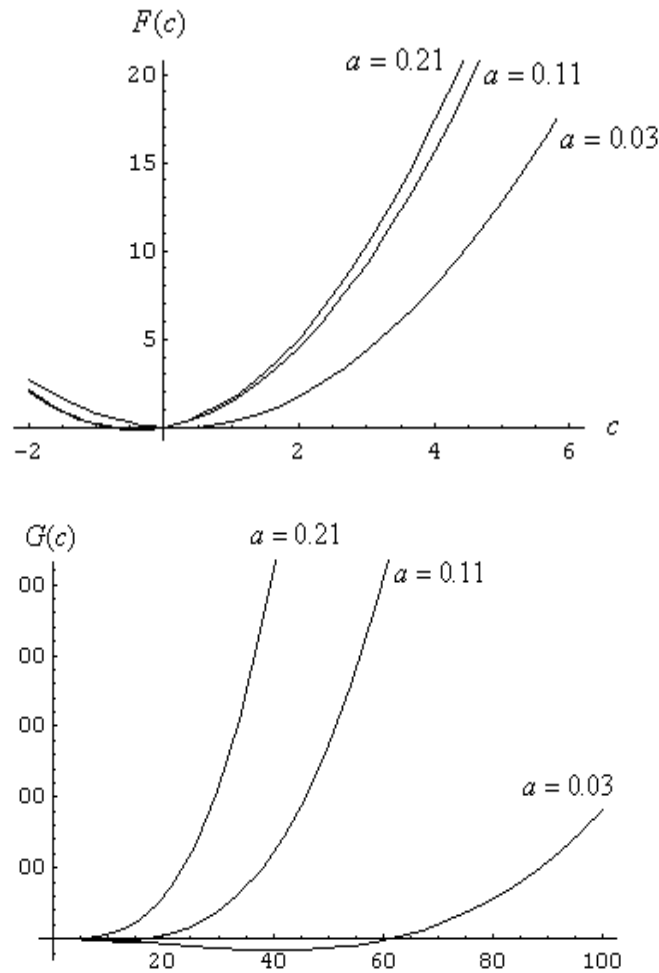 F(c)
a = 0.21
a = 0.11
a = 0.03
20
15
10
5
-2 2 4 6 c
G(c)
a = 0.21
a = 0.11
a = 0.03
00
00
00
00
00
20 40 60 80 100